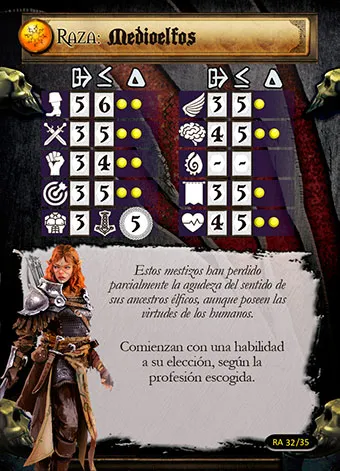 Raza: Medioelfos
5 6 3 5
3 5 4 5
3 4 - -
3 5 3 5
3 5 4 5
Estos mestizos han perdido
parcialmente la agudeza del sentido de
sus ancestros élficos, aunque poseen las
virtudes de los humanos.
Comienzan con una habilidad
a su elección, según la
profesión escogida.
RA 32/35